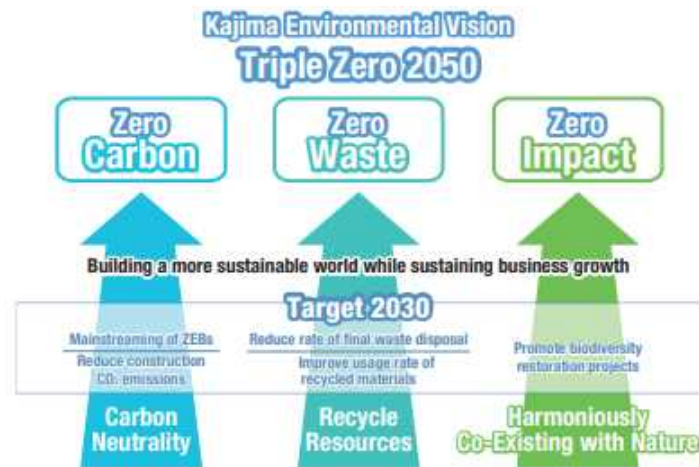 Kajima Environmental Vision
Triple Zero 2050
Zero
Carbon
Zero
Waste
Zero
Impact
Building a more sustainable world while sustaining business growth
Target 2030
Mainstreaming of ZEBs
Reduce construction
CO₂ emissions
Reduce rate of final waste disposal
Improve usage rate of
recycled materials
Promote biodiversity
restoration projects
Carbon
Neutrality
Recycle
Resources
Harmoniously
Co-Existing with Nature